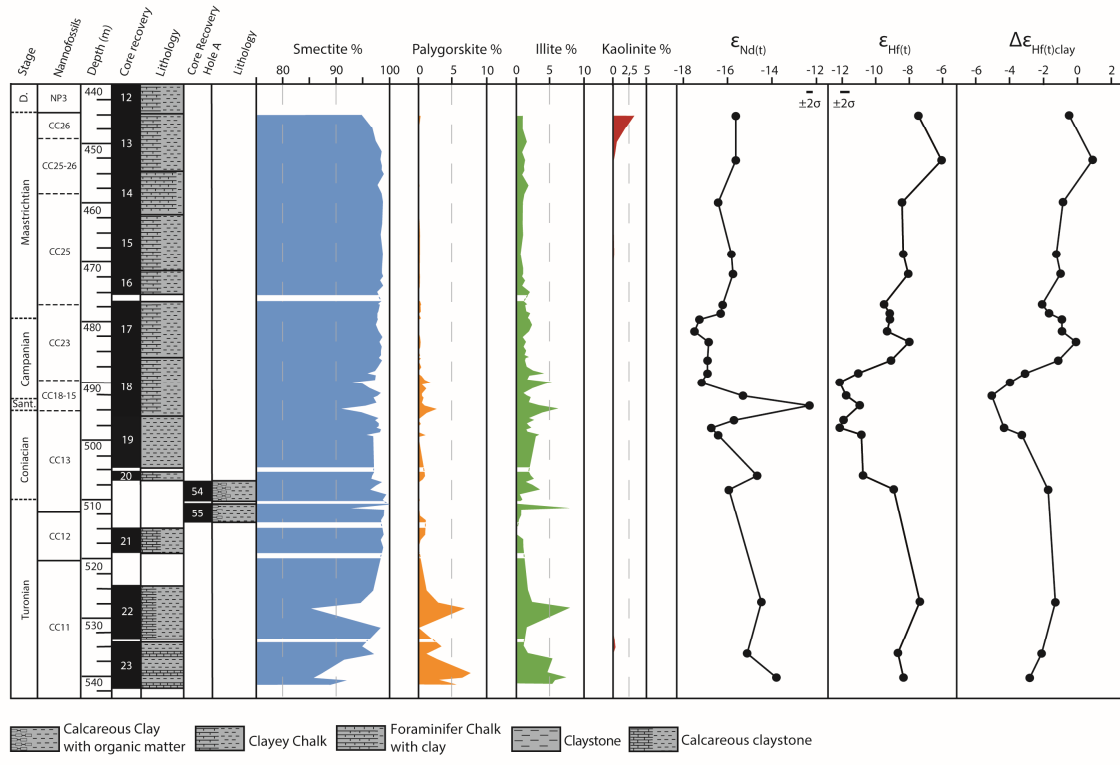 Stage
Nannofossils
Depth (m)
Core recovery
Lithology
Core Recovery
Hole A
Lithology
Smectite %
Palygorskite %
Illite %
Kaolinite %
εNd(t)
εHf(t)
ΔεHf(t)clay
80 90 100
0 5 10
0 5 10
0 2,5 5
-18 -16 -14 -12
-12 -10 -8 -6
-6 -4 -2 0 2
±2σ
±2σ
D.
Maastrichtian
Campanian
Sant.
Coniacian
Turonian
NP3
CC26
CC25-26
CC25
CC23
CC18-15
CC13
CC12
CC11
440
450
460
470
480
490
500
510
520
530
540
12
13
14
15
16
17
18
19
20
21
22
23
54
55
Calcareous Clay
with organic matter
Clayey Chalk
Foraminifer Chalk
with clay
Claystone
Calcareous claystone